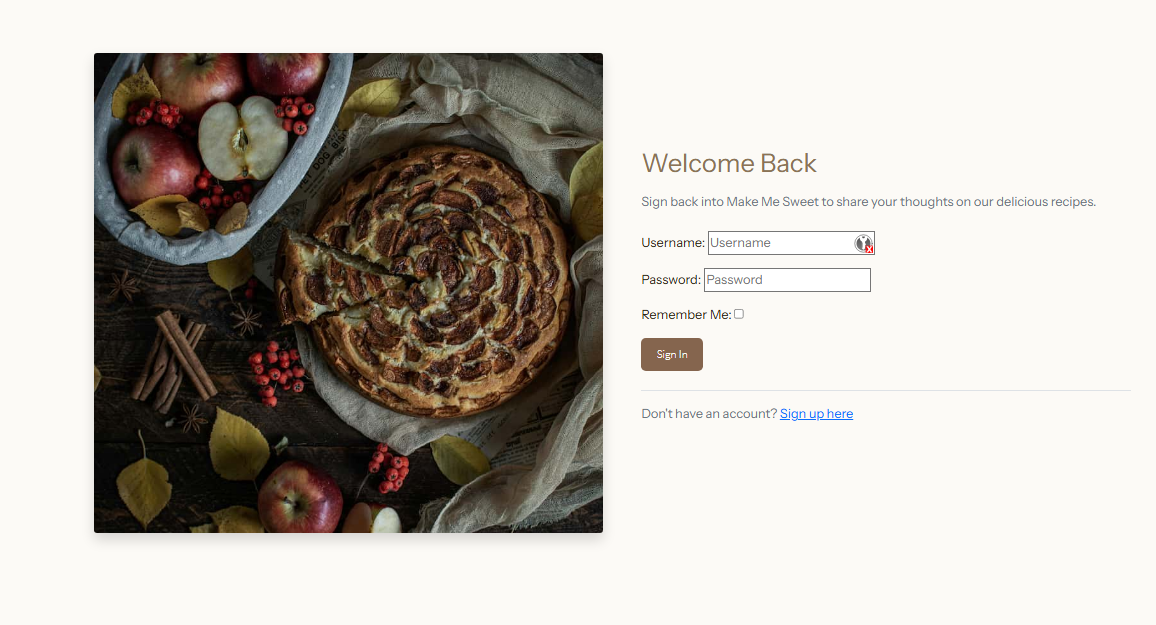 Welcome Back
Sign back into Make Me Sweet to share your thoughts on our delicious recipes.
Username: Username
Password: Password
Remember Me:
Sign In
Don't have an account? Sign up here